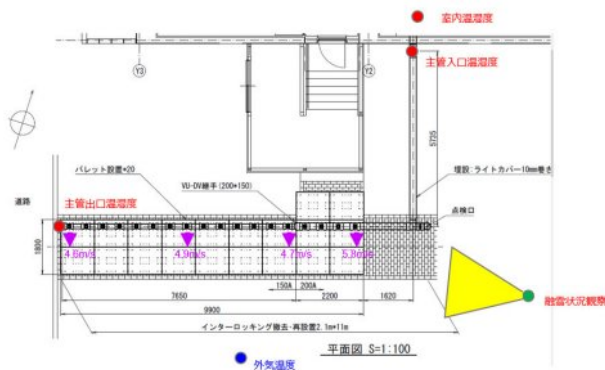 室内温湿度
主管入口温湿度
Y3
Y2
5725
パレット設置×20
VU-DV継手(200*150)
埋設:ライトカバー10mm巻き
道路
主管出口温湿度
点検口
1800
4.6m/s
4.9m/s
4.7m/s
5.8m/s
150A
200A
7650
2200
1620
9900
融雪状況観察
インターロッキング撤去・再設置2.1m*11m
平面図 S=1:100
外気温度